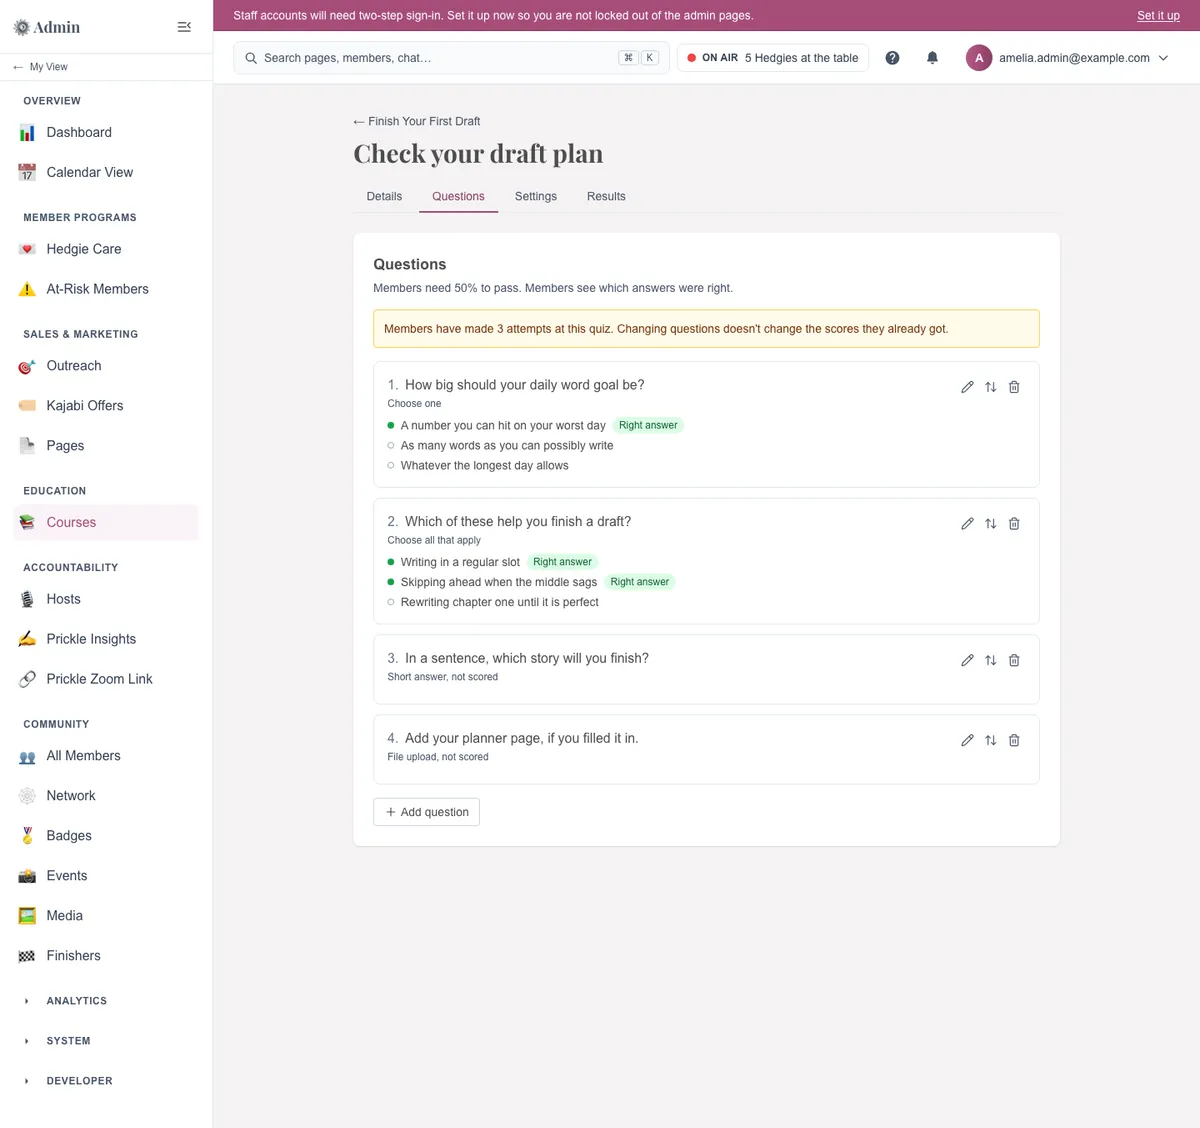 Staff accounts will need two-step sign-in. Set it up now so you are not locked out of the admin pages.
Set it up
Admin
← My View
Search pages, members, chat…
⌘ K
ON AIR 5 Hedgies at the table
A
amelia.admin@example.com
OVERVIEW
Dashboard
Calendar View
MEMBER PROGRAMS
Hedgie Care
At-Risk Members
SALES & MARKETING
Outreach
Kajabi Offers
Pages
EDUCATION
Courses
ACCOUNTABILITY
Hosts
Prickle Insights
Prickle Zoom Link
COMMUNITY
All Members
Network
Badges
Events
Media
Finishers
ANALYTICS
SYSTEM
DEVELOPER
← Finish Your First Draft
Check your draft plan
Details Questions Settings Results
Questions
Members need 50% to pass. Members see which answers were right.
Members have made 3 attempts at this quiz. Changing questions doesn't change the scores they already got.
1. How big should your daily word goal be?
Choose one
A number you can hit on your worst day Right answer
As many words as you can possibly write
Whatever the longest day allows
2. Which of these help you finish a draft?
Choose all that apply
Writing in a regular slot Right answer
Skipping ahead when the middle sags Right answer
Rewriting chapter one until it is perfect
3. In a sentence, which story will you finish?
Short answer, not scored
4. Add your planner page, if you filled it in.
File upload, not scored
+ Add question